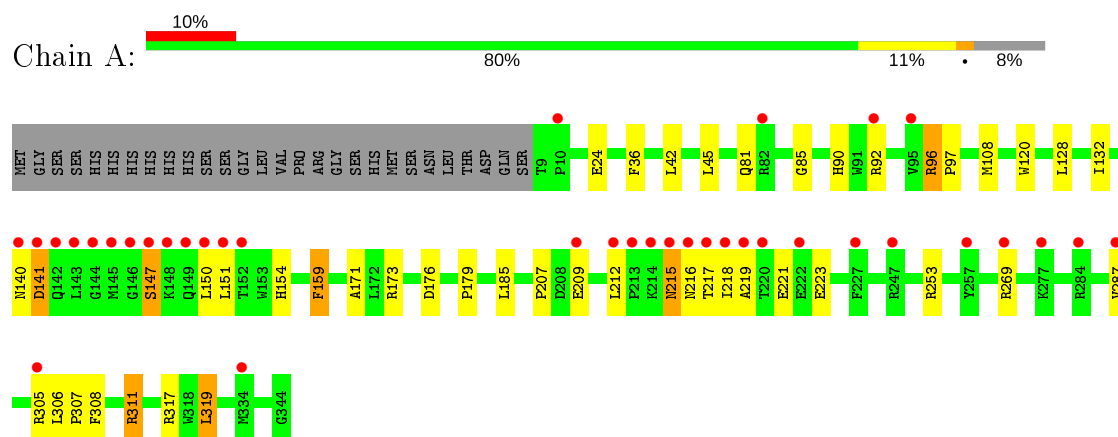 10%
Chain A:
80% 11% • 8%
MET GLY SER SER HIS HIS HIS HIS HIS HIS SER SER GLY LEU VAL PRO ARG GLY SER HIS MET SER ASN LEU THR ASP GLN SER T9 P10 E24 F36 L42 L45 Q81 R82 G85 H90 W91 R92 V95 R96 P97 M108 W120 L128 I132
N140 D141 Q142 L143 G144 M145 G146 S147 K148 Q149 L150 L151 T152 W153 H154 F159 A171 L172 R173 D176 P179 L185 P207 D208 E209 L212 P213 K214 N215 N216 T217 I218 A219 T220 E221 E222 E223 F227 R247 R253 Y257 R269 K277 R284
R305 L306 P307 F308 R311 R317 W318 L319 M334 G344